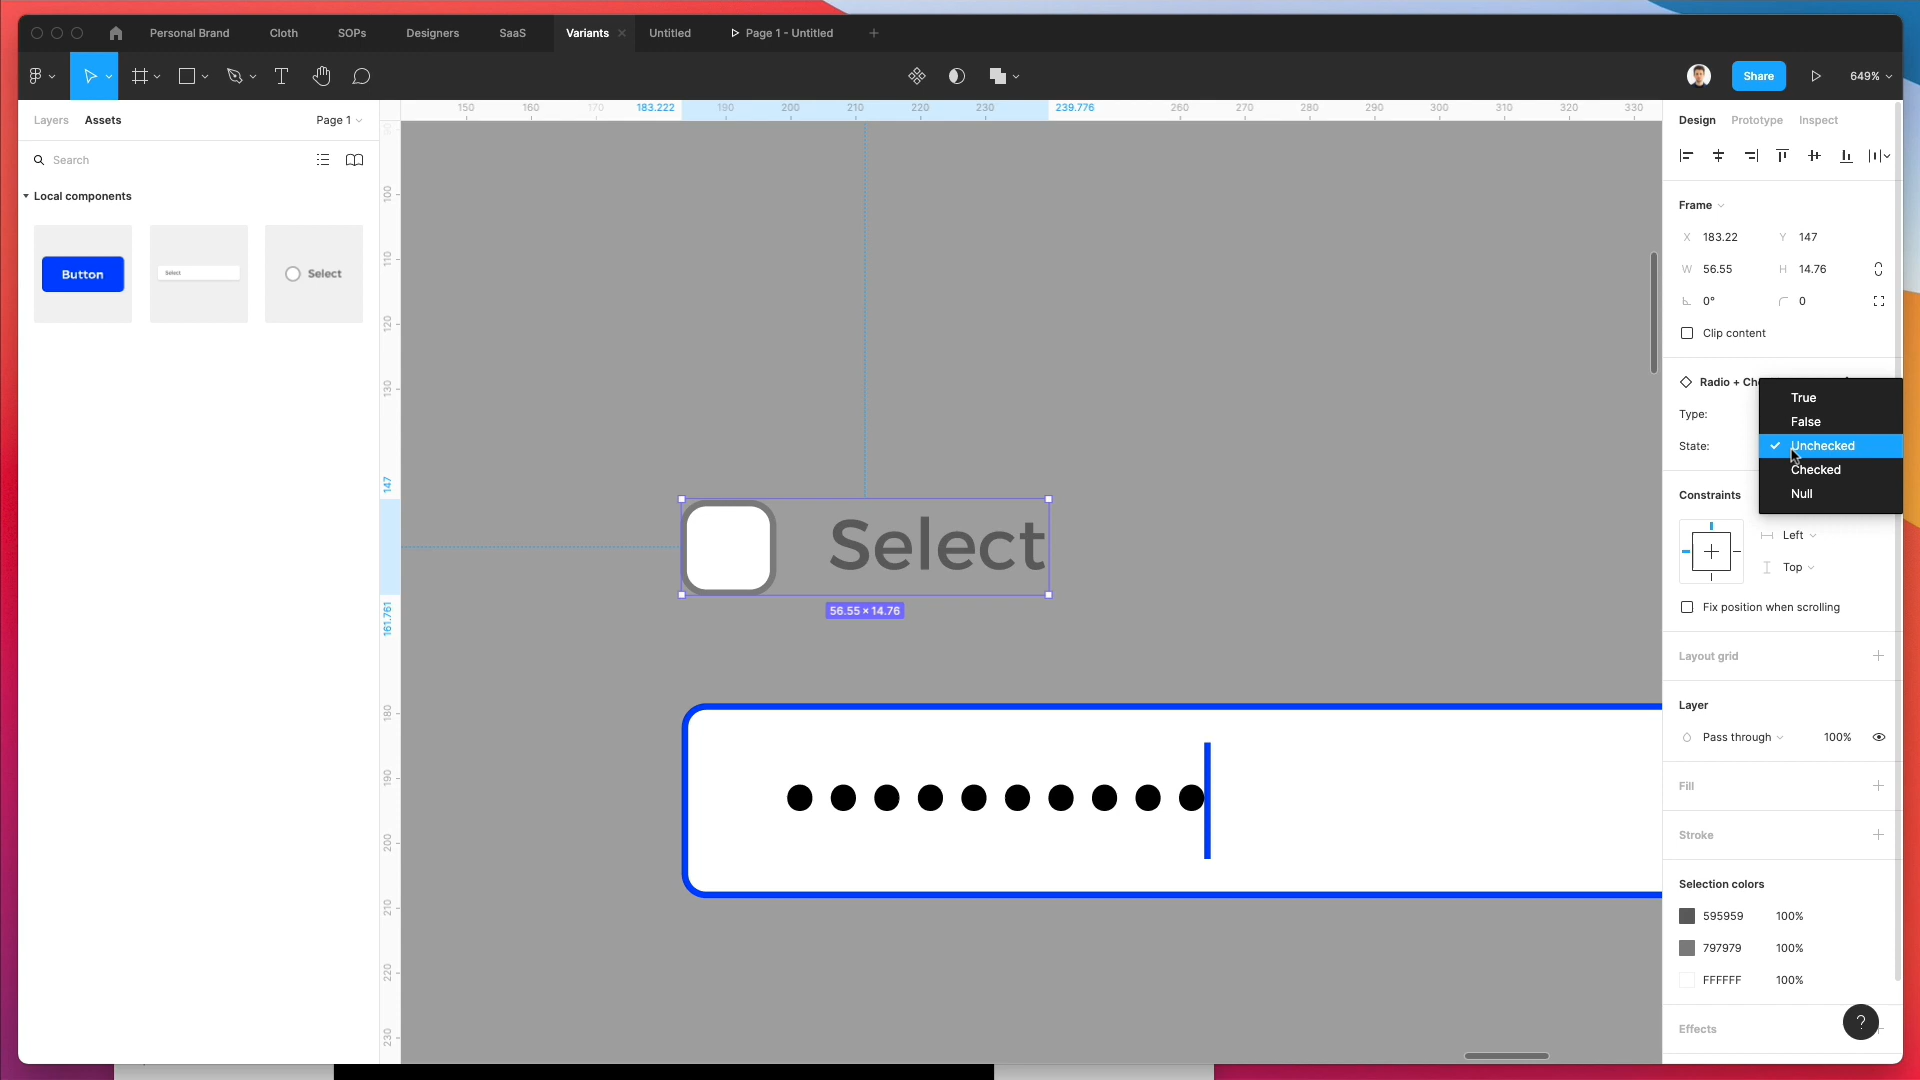 Personal Brand
Cloth
SOPs
Designers
SaaS
Variants
Untitled
Page 1 - Untitled
Share
649%
Layers
Assets
Page 1
Search
Local components
Button
Select
Select
150
160
170
183.222
190
200
210
220
230
239.776
260
270
280
290
300
310
320
330
100
110
120
130
147
161.761
180
190
200
210
220
230
Select
56.55 × 14.76
Design
Prototype
Inspect
Frame
X 183.22
Y 147
W 56.55
H 14.76
0°
0
Clip content
Radio + Ch
Type:
State:
True
False
Unchecked
Checked
Null
Constraints
Left
Top
Fix position when scrolling
Layout grid
Layer
Pass through
100%
Fill
Stroke
Selection colors
595959 100%
797979 100%
FFFFFF 100%
Effects
?